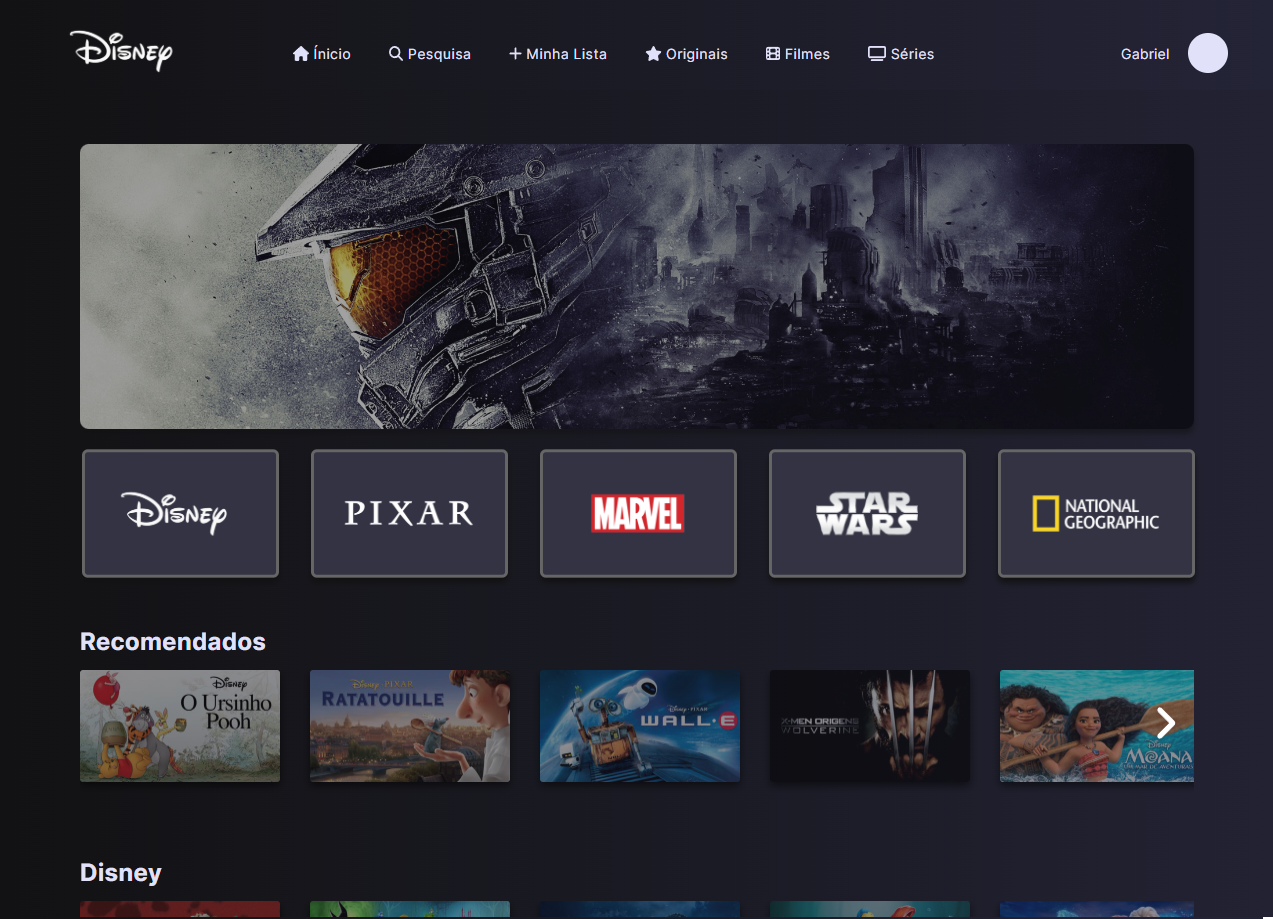 Disney
Ínicio
Pesquisa
Minha Lista
Originais
Filmes
Séries
Gabriel
Disney
PIXAR
MARVEL
STAR
WARS
NATIONAL
GEOGRAPHIC
Recomendados
Disney
O Ursinho
Pooh
Disney · PIXAR
RATATOUILLE
Disney · PIXAR
WALL·E
X-MEN ORIGENS
WOLVERINE
Disney
MOANA
UM MAR DE AVENTURAS
Disney